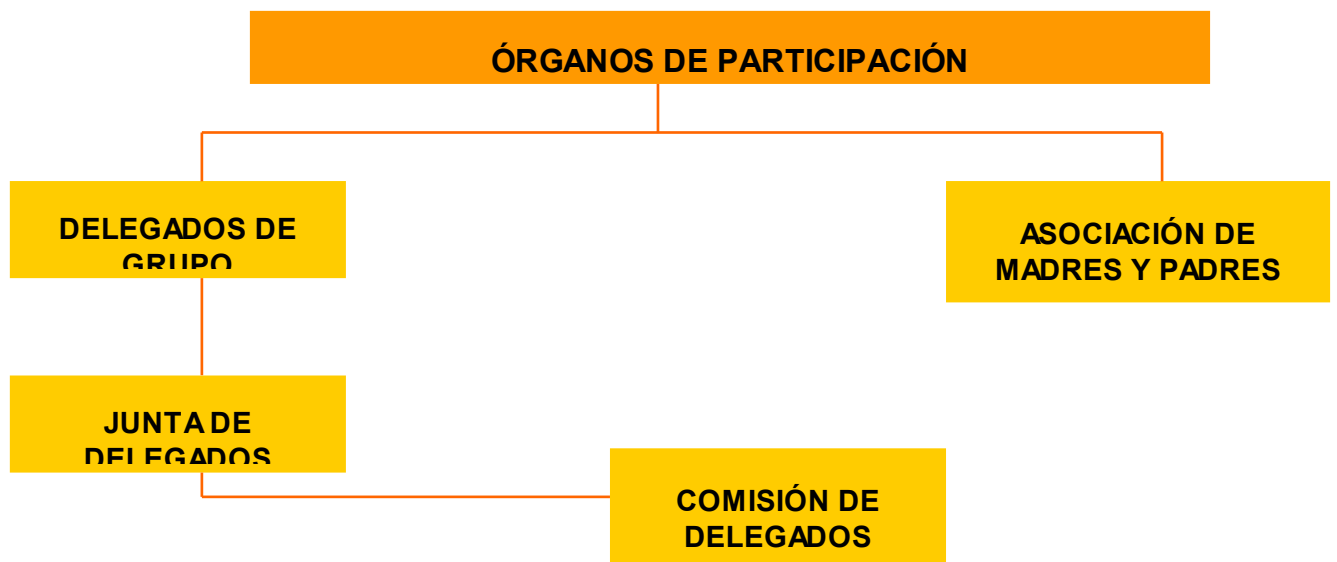 ÓRGANOS DE PARTICIPACIÓN
DELEGADOS DE
GRUPO
ASOCIACIÓN DE
MADRES Y PADRES
JUNTA DE
DELEGADOS
COMISIÓN DE
DELEGADOS